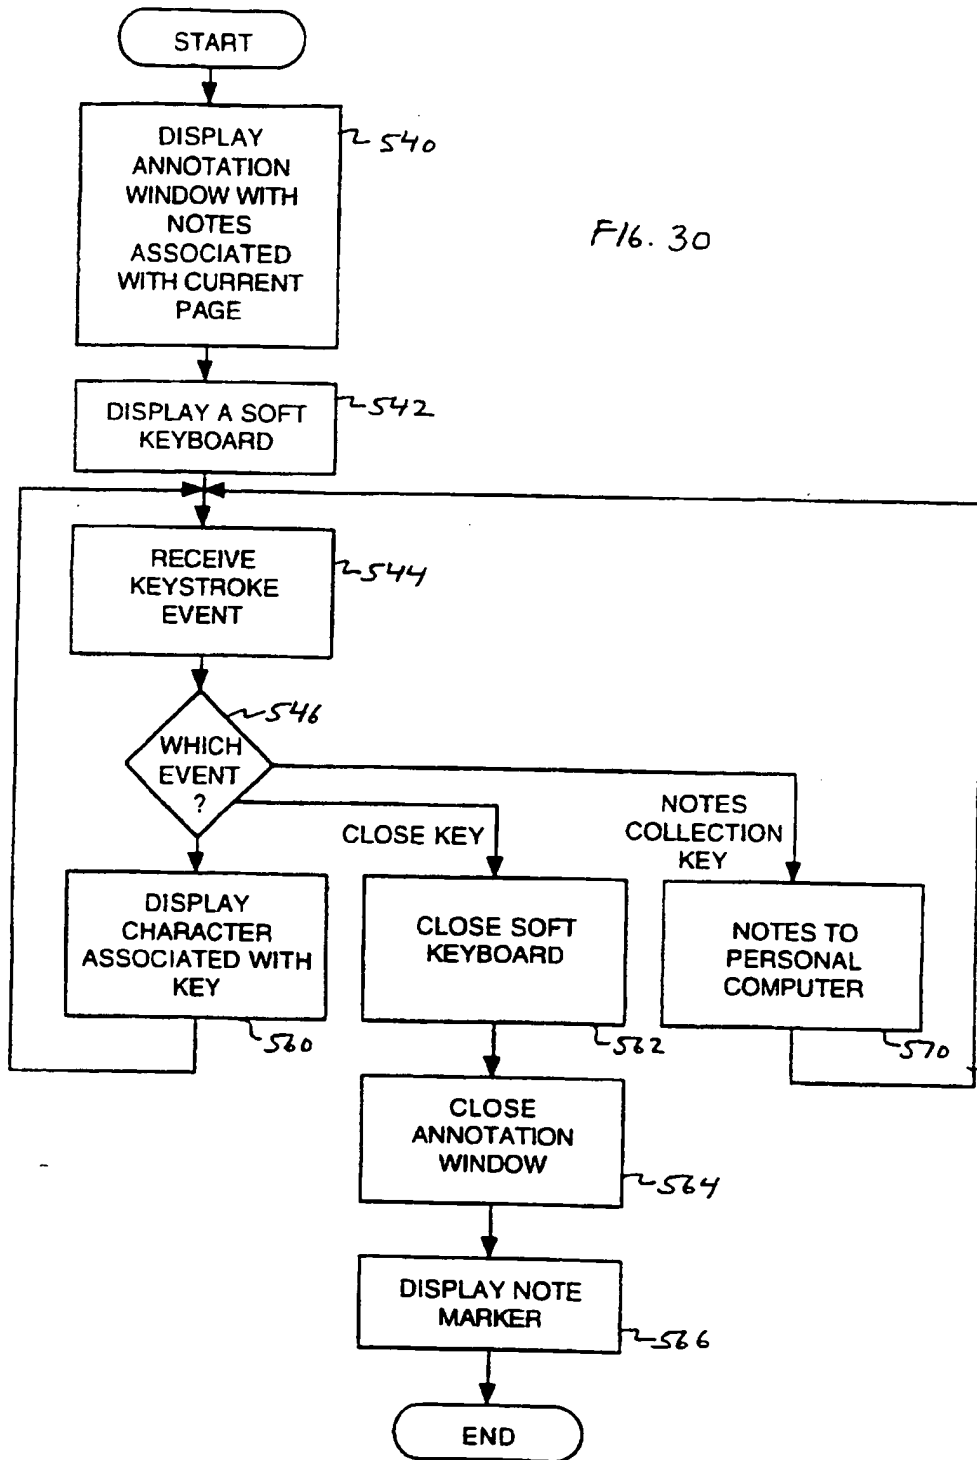 START
DISPLAY
ANNOTATION
WINDOW WITH
NOTES
ASSOCIATED
WITH CURRENT
PAGE
540
FIG. 30
DISPLAY A SOFT
KEYBOARD
542
RECEIVE
KEYSTROKE
EVENT
544
WHICH
EVENT
?
546
CLOSE KEY
NOTES
COLLECTION
KEY
DISPLAY
CHARACTER
ASSOCIATED WITH
KEY
560
CLOSE SOFT
KEYBOARD
562
NOTES TO
PERSONAL
COMPUTER
570
CLOSE
ANNOTATION
WINDOW
564
DISPLAY NOTE
MARKER
566
END